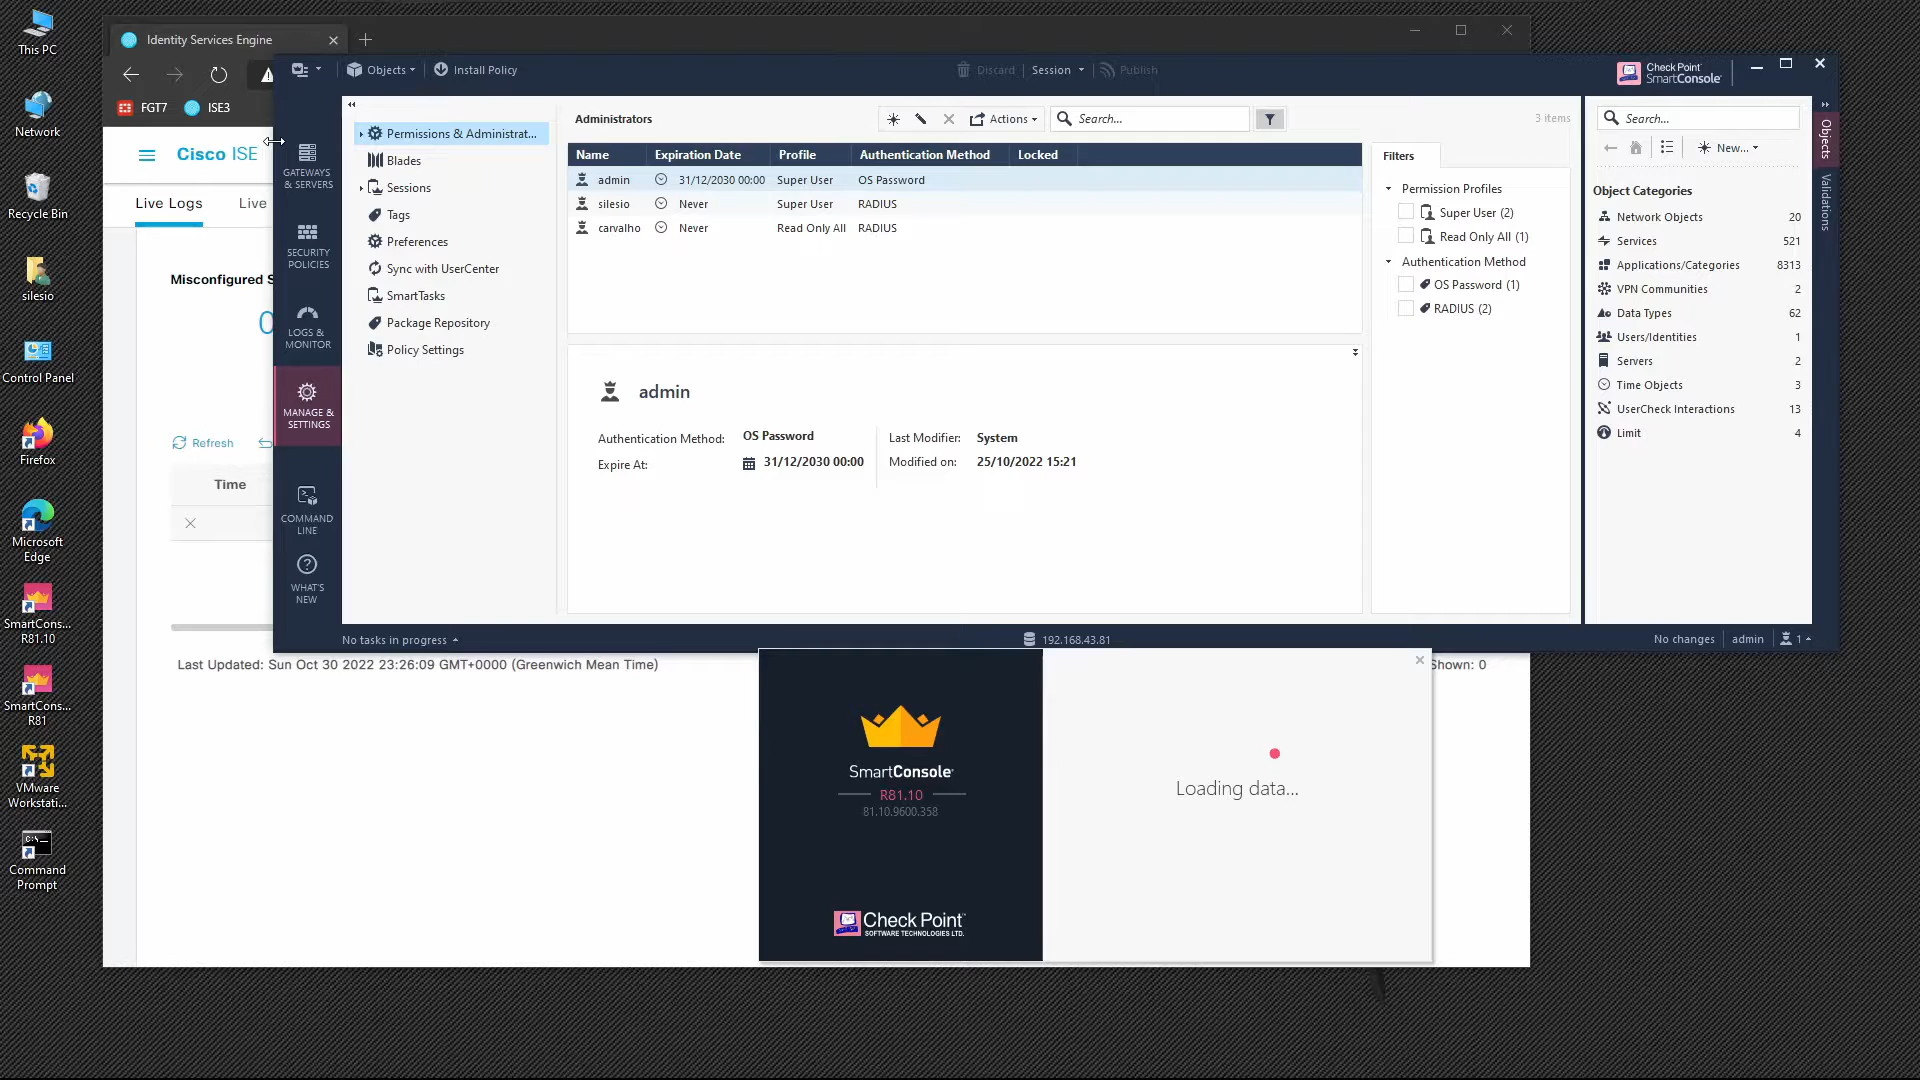 This PC
Network
Recycle Bin
silesio
Control Panel
Firefox
Microsoft
Edge
SmartCons...
R81.10
SmartCons...
R81
VMware
Workstati...
Command
Prompt
Identity Services Engine
FGT7
ISE3
Cisco ISE
Live Logs
Live
Misconfigured S
0
Refresh
Time
Last Updated: Sun Oct 30 2022 23:26:09 GMT+0000 (Greenwich Mean Time)
Shown: 0
Objects
Install Policy
Discard
Session
Publish
Check Point
SmartConsole
GATEWAYS
& SERVERS
SECURITY
POLICIES
LOGS &
MONITOR
MANAGE &
SETTINGS
COMMAND
LINE
WHAT'S
NEW
Permissions & Administrat...
Blades
Sessions
Tags
Preferences
Sync with UserCenter
SmartTasks
Package Repository
Policy Settings
Administrators
Actions
Search...
3 items
Name Expiration Date Profile Authentication Method Locked
admin 31/12/2030 00:00 Super User OS Password
silesio Never Super User RADIUS
carvalho Never Read Only All RADIUS
admin
Authentication Method: OS Password
Expire At: 31/12/2030 00:00
Last Modifier: System
Modified on: 25/10/2022 15:21
Filters
Permission Profiles
Super User (2)
Read Only All (1)
Authentication Method
OS Password (1)
RADIUS (2)
Search...
New...
Object Categories
Network Objects 20
Services 521
Applications/Categories 8313
VPN Communities 2
Data Types 62
Users/Identities 1
Servers 2
Time Objects 3
UserCheck Interactions 13
Limit 4
Objects
Validations
No tasks in progress
192.168.43.81
No changes
admin
1
SmartConsole
R81.10
81.10.9600.358
Check Point
SOFTWARE TECHNOLOGIES LTD.
Loading data...